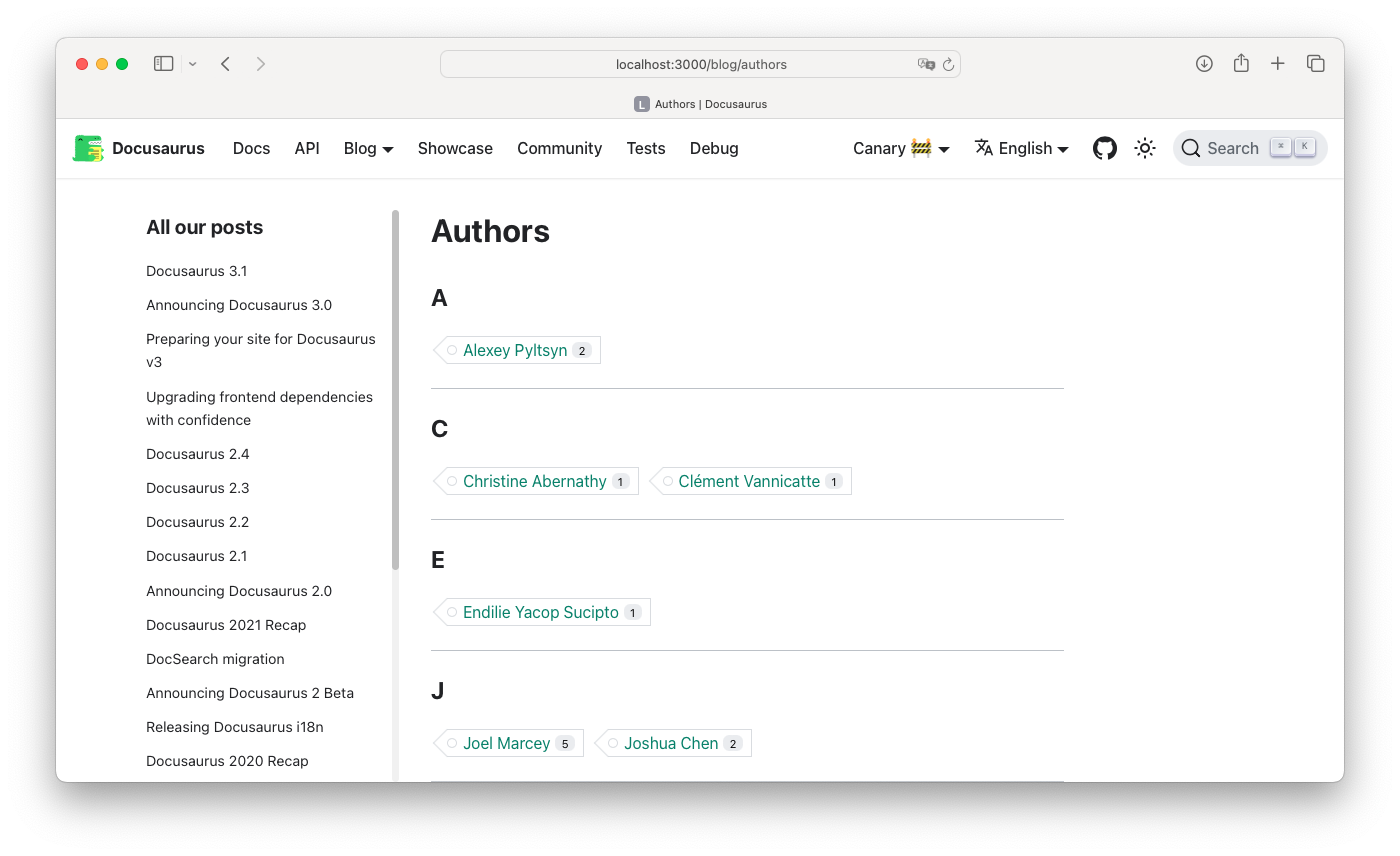 localhost:3000/blog/authors
L Authors | Docusaurus
Docusaurus Docs API Blog Showcase Community Tests Debug Canary 🚧 English Search ⌘ K
All our posts
Docusaurus 3.1
Announcing Docusaurus 3.0
Preparing your site for Docusaurus
v3
Upgrading frontend dependencies
with confidence
Docusaurus 2.4
Docusaurus 2.3
Docusaurus 2.2
Docusaurus 2.1
Announcing Docusaurus 2.0
Docusaurus 2021 Recap
DocSearch migration
Announcing Docusaurus 2 Beta
Releasing Docusaurus i18n
Docusaurus 2020 Recap
Authors
A
Alexey Pyltsyn 2
C
Christine Abernathy 1 Clément Vannicatte 1
E
Endilie Yacop Sucipto 1
J
Joel Marcey 5 Joshua Chen 2